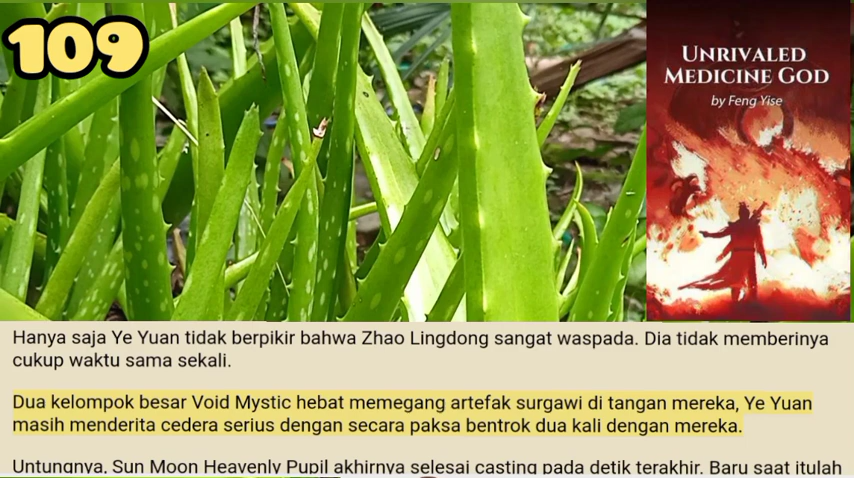 109
UNRIVALED
MEDICINE GOD
by Feng Yise
Hanya saja Ye Yuan tidak berpikir bahwa Zhao Lingdong sangat waspada. Dia tidak memberinya
cukup waktu sama sekali.
Dua kelompok besar Void Mystic hebat memegang artefak surgawi di tangan mereka, Ye Yuan
masih menderita cedera serius dengan secara paksa bentrok dua kali dengan mereka.
Untungnya, Sun Moon Heavenly Pupil akhirnya selesai casting pada detik terakhir. Baru saat itulah